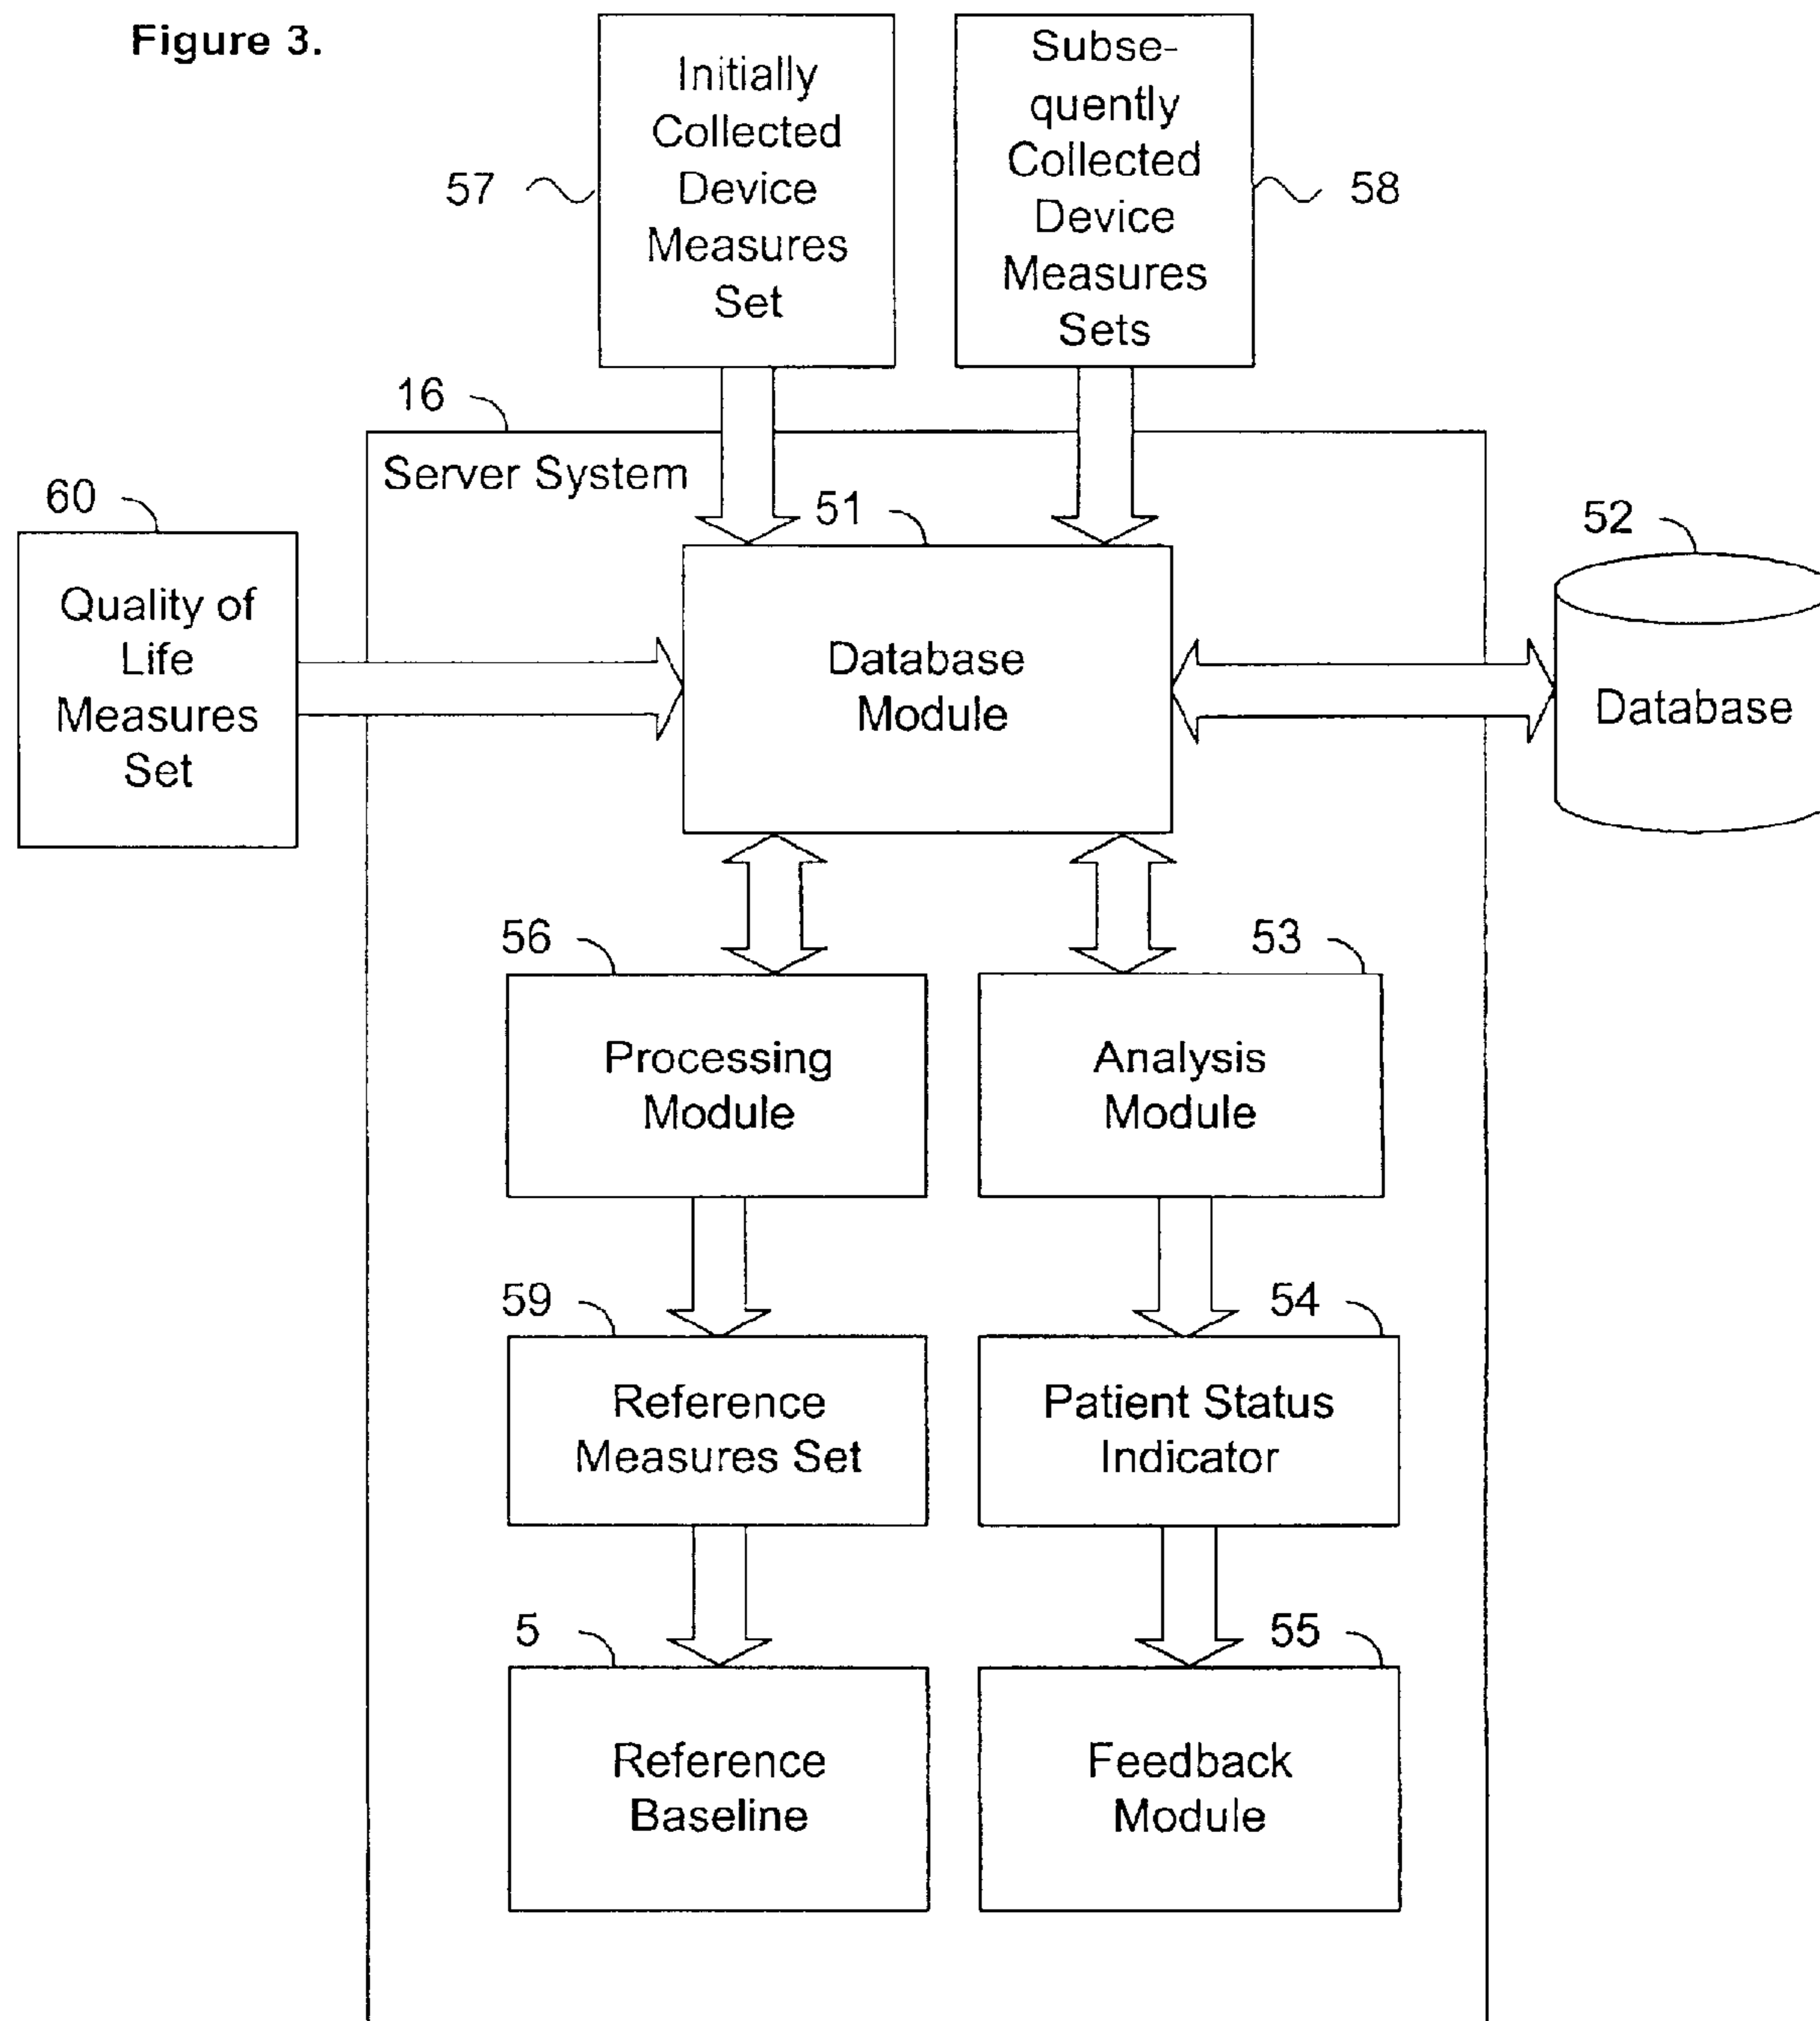 Figure 3.
Initially
Collected
Device
Measures
Set
57
Subse-
quently
Collected
Device
Measures
Sets
58
16
Server System
60
Quality of
Life
Measures
Set
51
Database
Module
52
Database
56
Processing
Module
53
Analysis
Module
59
Reference
Measures Set
54
Patient Status
Indicator
5
Reference
Baseline
55
Feedback
Module